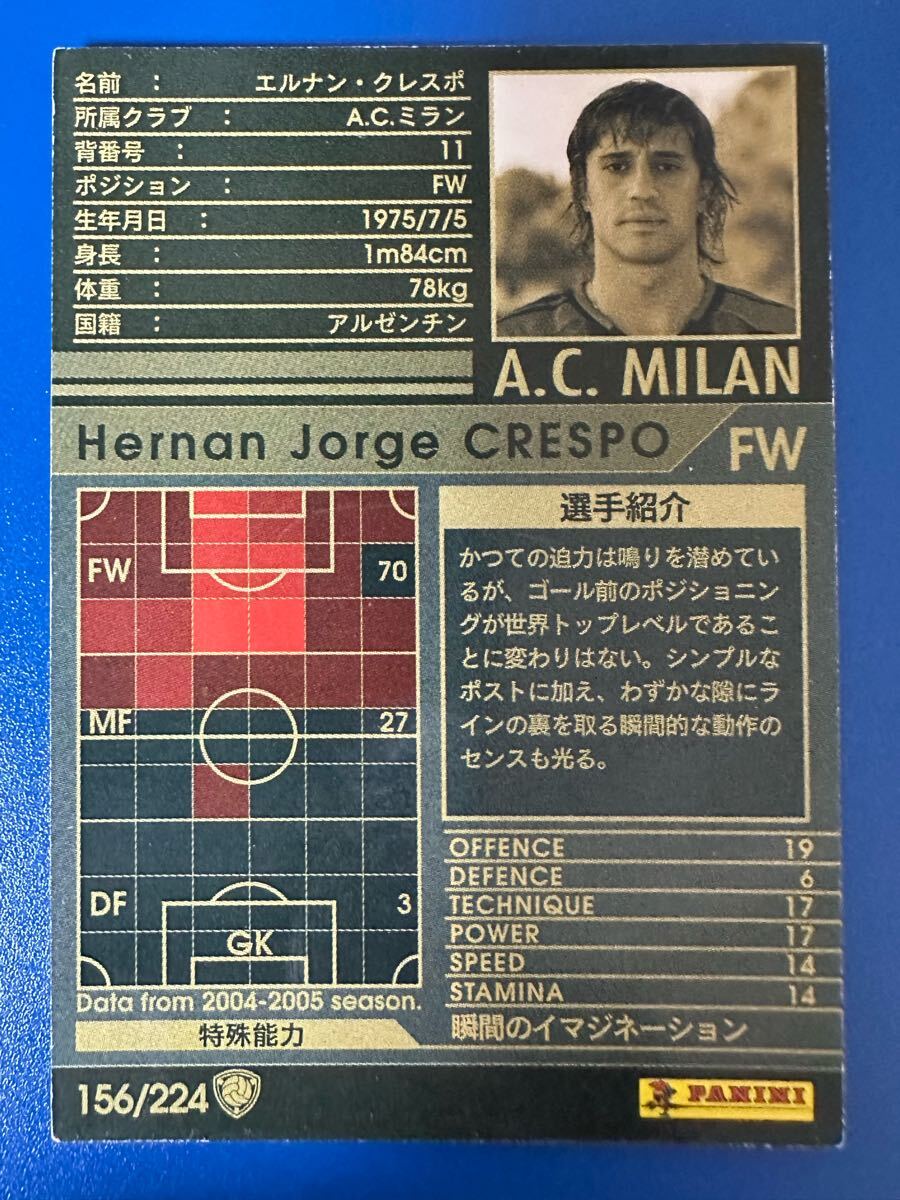 名前 : エルナン・クレスポ
所属クラブ : A.C.ミラン
背番号 : 11
ポジション : FW
生年月日 : 1975/7/5
身長 : 1m84cm
体重 : 78kg
国籍 : アルゼンチン
A.C. MILAN
Hernan Jorge CRESPO FW
FW 70
MF 27
DF 3
GK
Data from 2004-2005 season.
選手紹介
かつての迫力は鳴りを潜めてい
るが、ゴール前のポジショニン
グが世界トップレベルであるこ
とに変わりはない。シンプルな
ポストに加え、わずかな隙にラ
インの裏を取る瞬間的な動作の
センスも光る。
OFFENCE 19
DEFENCE 6
TECHNIQUE 17
POWER 17
SPEED 14
STAMINA 14
特殊能力 瞬間のイマジネーション
156/224 PANINI